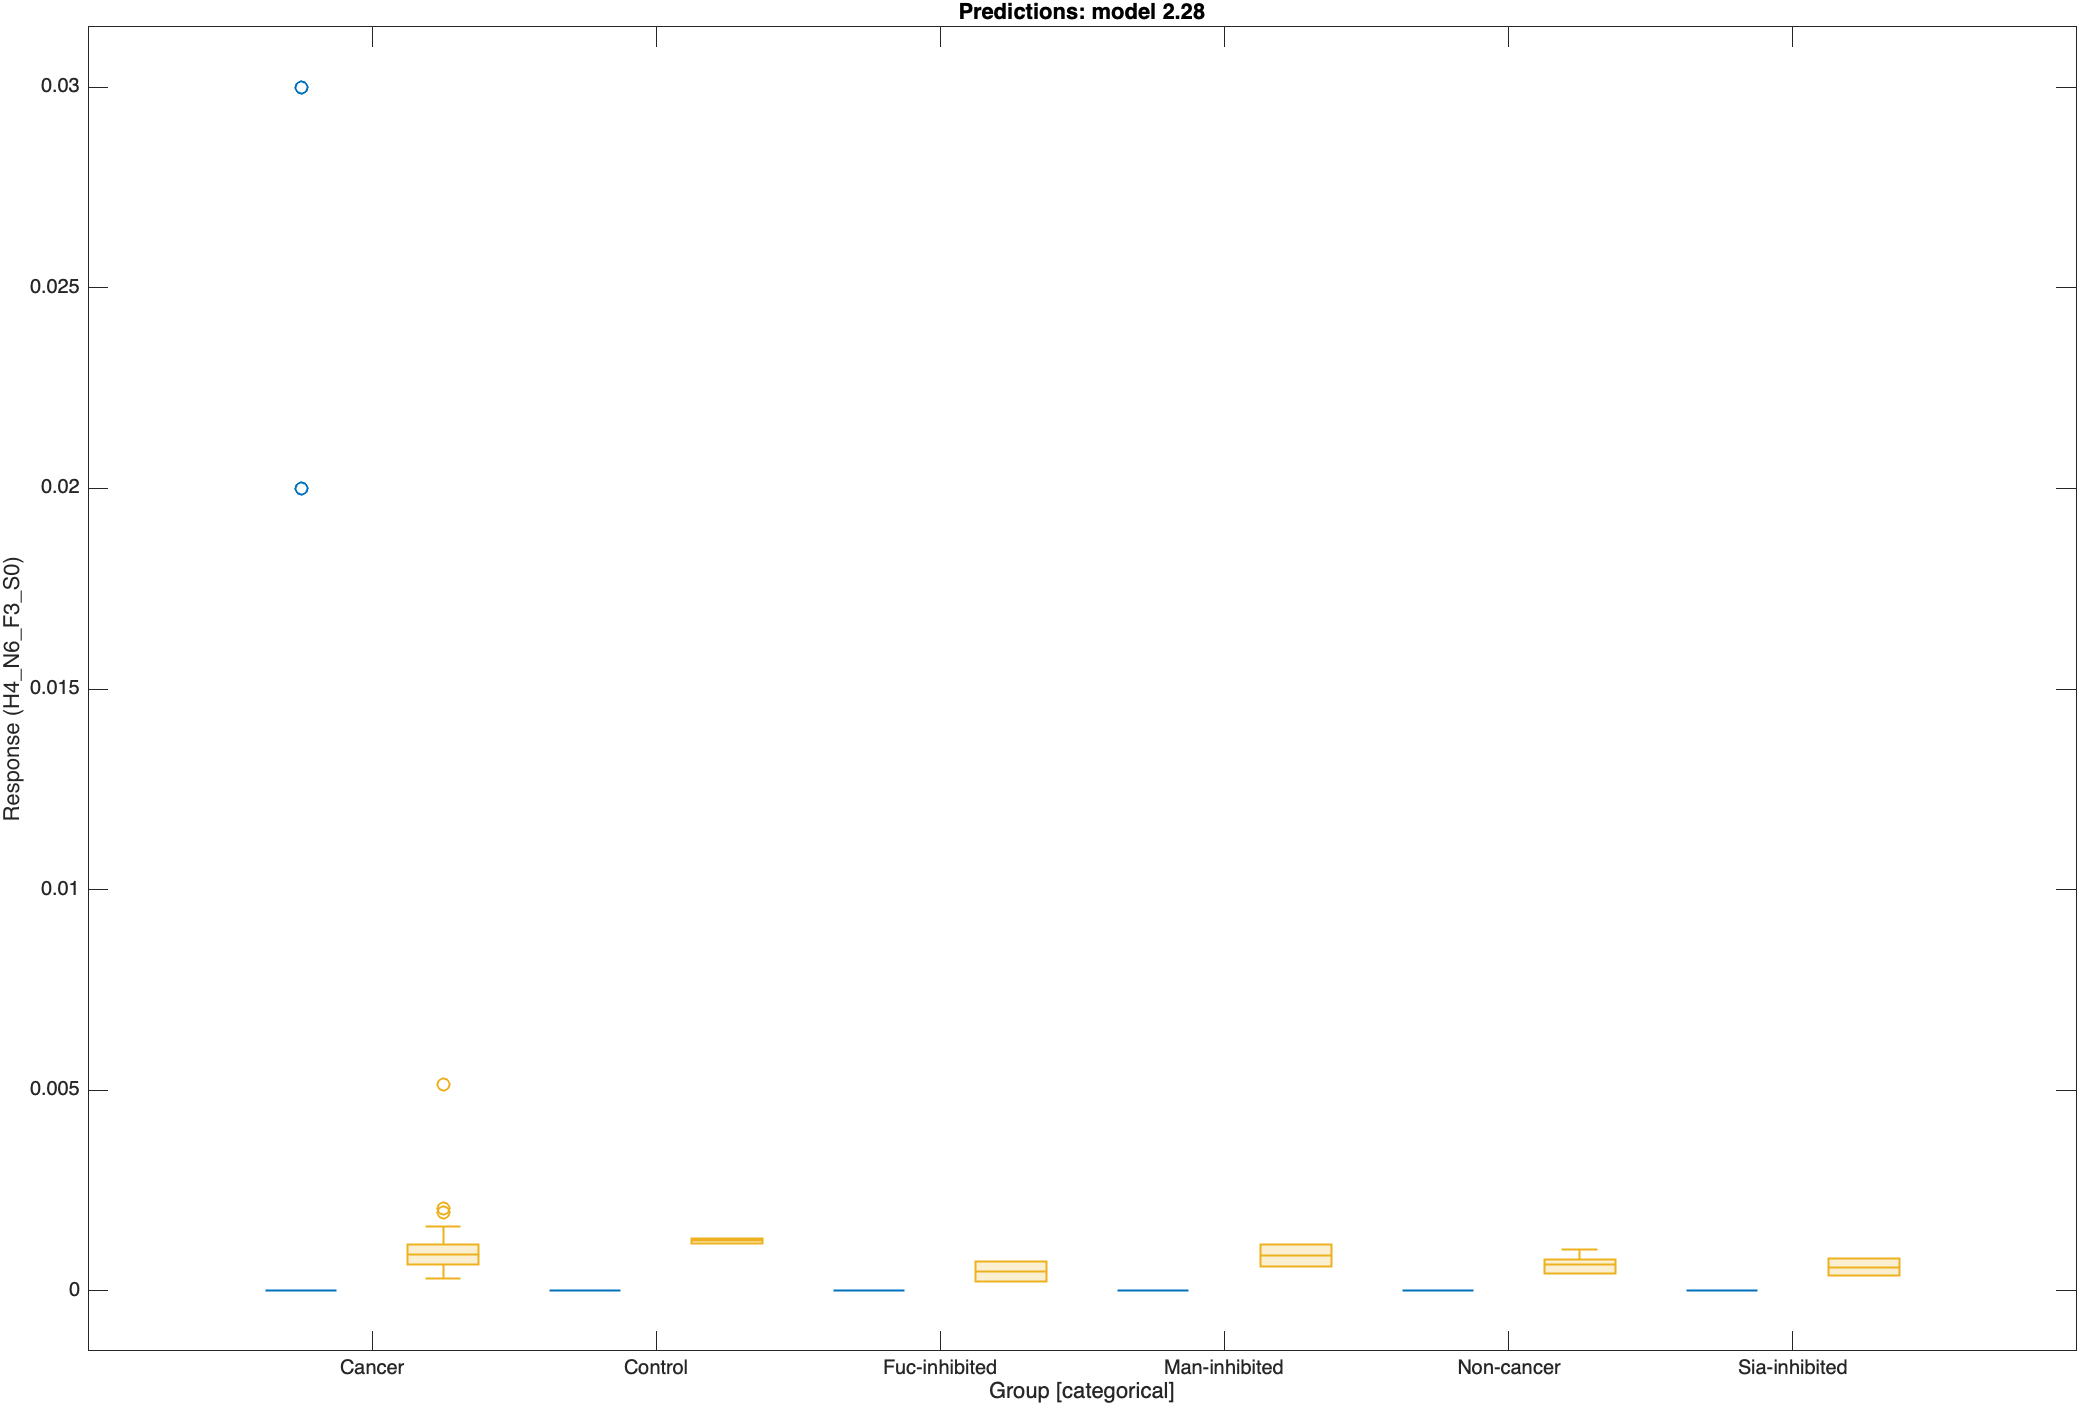 Predictions: model 2.28
0.03
0.025
0.02
0.015
0.01
0.005
0
Response (H4_N6_F3_S0)
Cancer Control Fuc-inhibited Man-inhibited Non-cancer Sia-inhibited
Group [categorical]